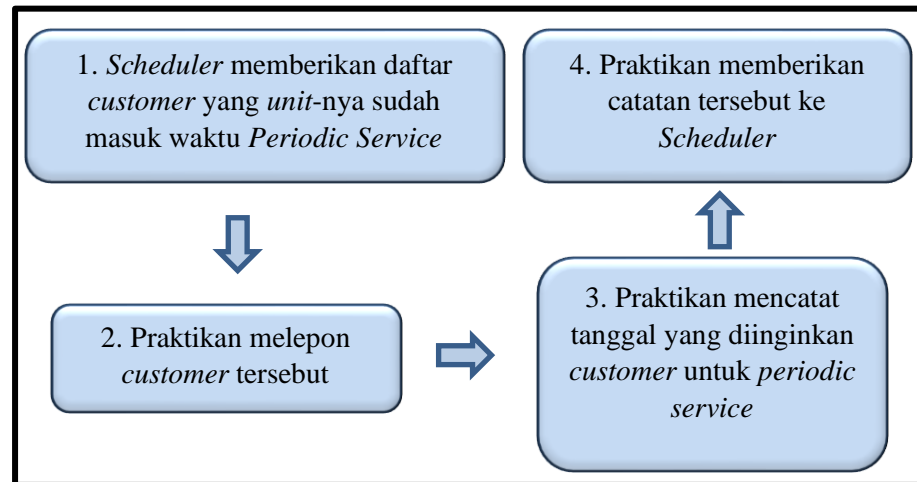 1. Scheduler memberikan daftar
customer yang unit-nya sudah
masuk waktu Periodic Service
2. Praktikan melepon
customer tersebut
3. Praktikan mencatat
tanggal yang diinginkan
customer untuk periodic
service
4. Praktikan memberikan
catatan tersebut ke
Scheduler